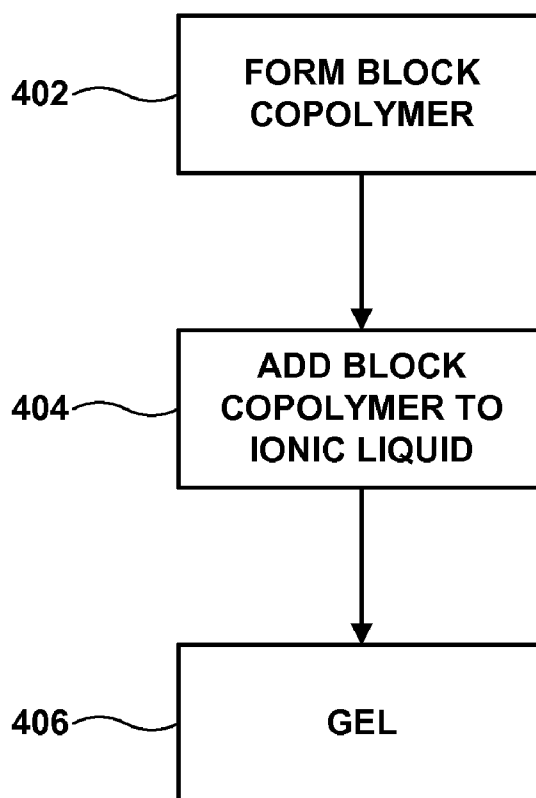 402
FORM BLOCK
COPOLYMER
404
ADD BLOCK
COPOLYMER TO
IONIC LIQUID
406
GEL